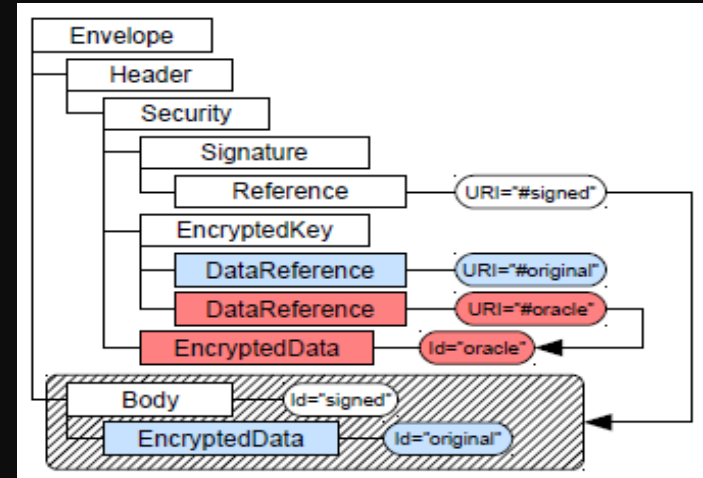 Envelope
Header
Security
Signature
Reference URI="#signed"
EncryptedKey
DataReference URI="#original"
DataReference URI="#oracle"
EncryptedData Id="oracle"
Body Id="signed"
EncryptedData Id="original"